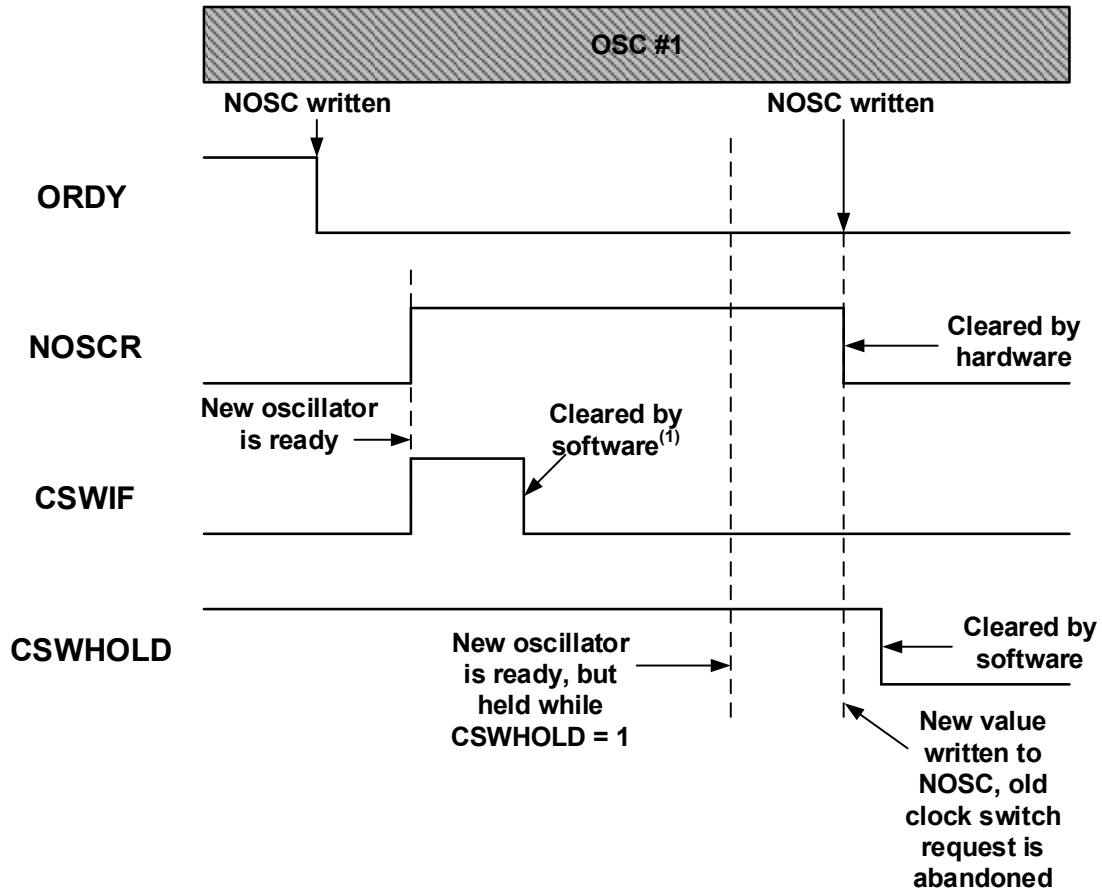 OSC #1
NOSC written
NOSC written
ORDY
NOSCR
Cleared by
hardware
New oscillator
is ready
Cleared by
software(1)
CSWIF
CSWHOLD
New oscillator
is ready, but
held while
CSWHOLD = 1
Cleared by
software
New value
written to
NOSC, old
clock switch
request is
abandoned